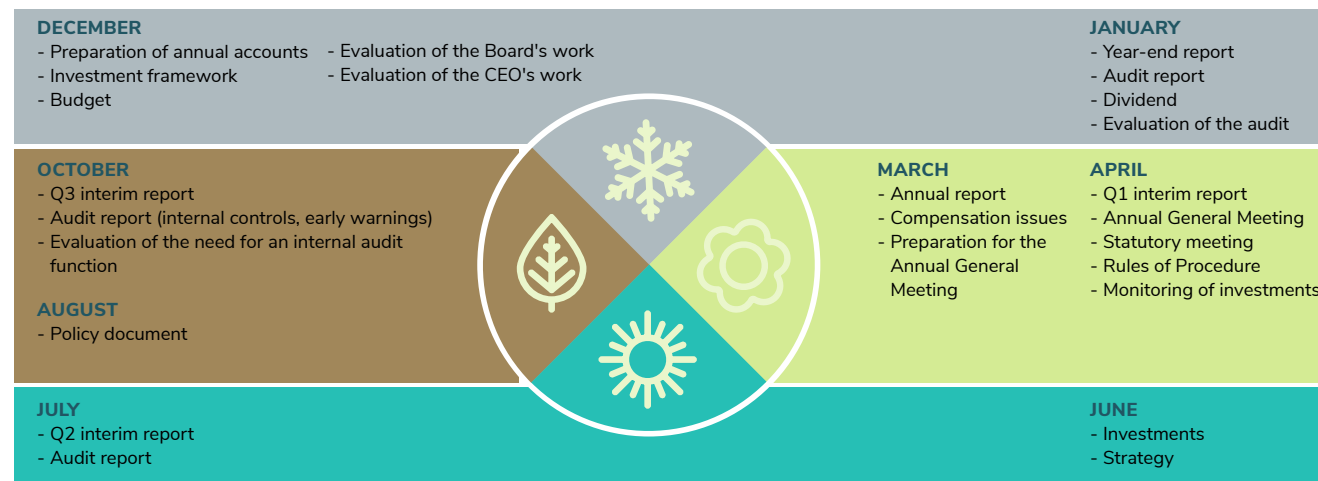 DECEMBER
- Preparation of annual accounts
- Investment framework
- Budget
- Evaluation of the Board's work
- Evaluation of the CEO's work
JANUARY
- Year-end report
- Audit report
- Dividend
- Evaluation of the audit
OCTOBER
- Q3 interim report
- Audit report (internal controls, early warnings)
- Evaluation of the need for an internal audit
function
AUGUST
- Policy document
MARCH
- Annual report
- Compensation issues
- Preparation for the
Annual General
Meeting
APRIL
- Q1 interim report
- Annual General Meeting
- Statutory meeting
- Rules of Procedure
- Monitoring of investments
JULY
- Q2 interim report
- Audit report
JUNE
- Investments
- Strategy